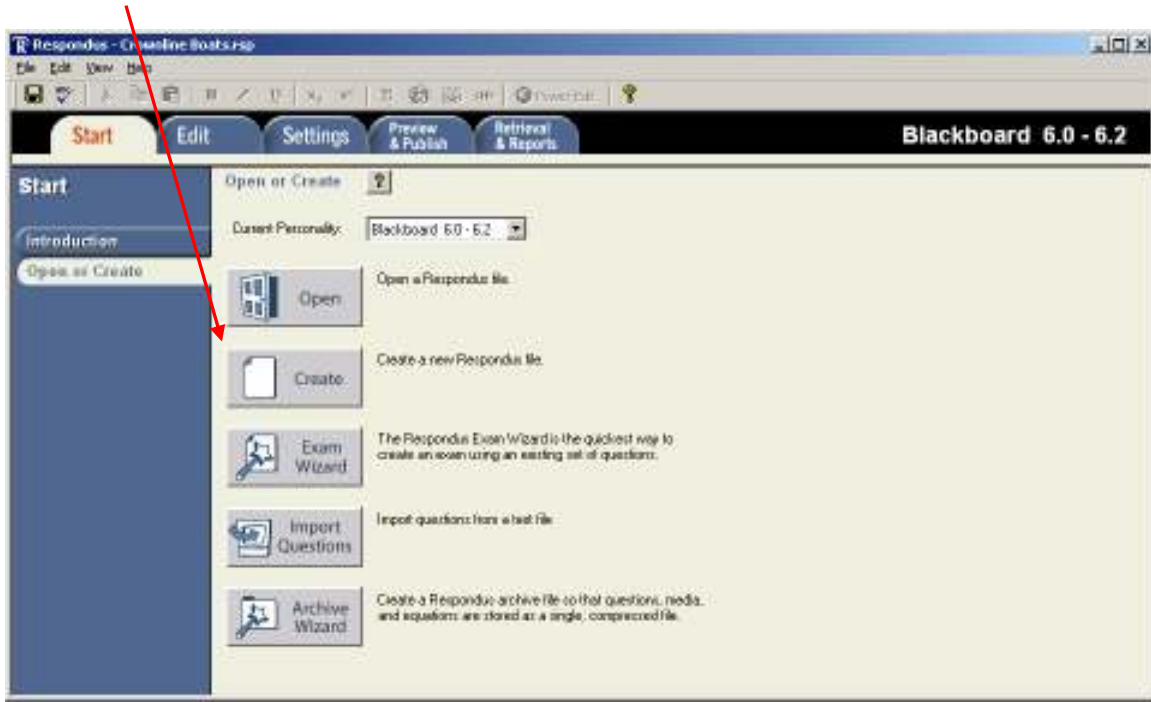 Respondus - Crownline Boats.rsp
File Edit View Help
Start Edit Settings Preview & Publish Retrieval & Reports
Blackboard 6.0 - 6.2
Start
Introduction
Open or Create
Open or Create ?
Current Personality: Blackboard 6.0 - 6.2
Open
Open a Respondus file.
Create
Create a new Respondus file.
Exam
Wizard
The Respondus Exam Wizard is the quickest way to
create an exam using an existing set of questions.
Import
Questions
Import questions from a text file
Archive
Wizard
Create a Respondus archive file so that questions, media,
and equations are stored as a single, compressed file.